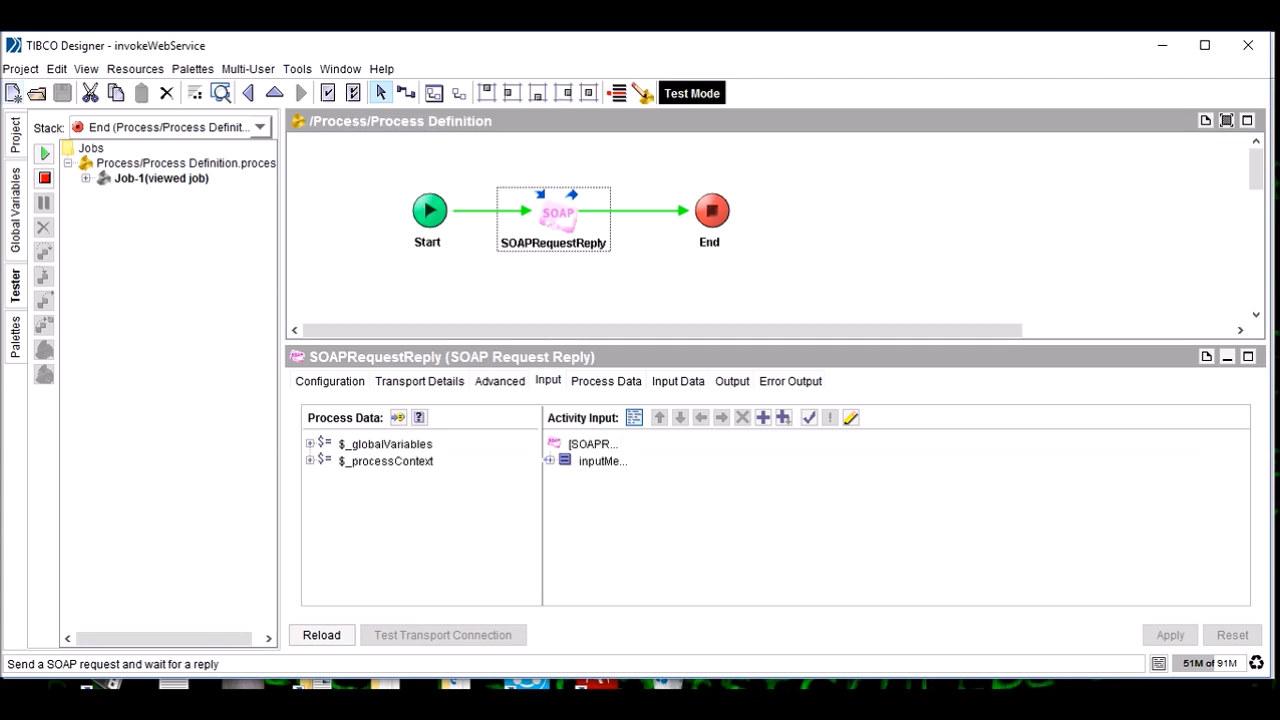 TIBCO Designer - invokeWebService
Project Edit View Resources Palettes Multi-User Tools Window Help
Test Mode
Project
Global Variables
Tester
Palettes
Stack: End (Process/Process Definit...
Jobs
Process/Process Definition.proces
Job-1(viewed job)
/Process/Process Definition
Start
SOAP
SOAPRequestReply
End
SOAPRequestReply (SOAP Request Reply)
Configuration Transport Details Advanced Input Process Data Input Data Output Error Output
Process Data:
$_globalVariables
$_processContext
Activity Input:
[SOAPR...
inputMe...
Reload Test Transport Connection Apply Reset
Send a SOAP request and wait for a reply
51M of 91M